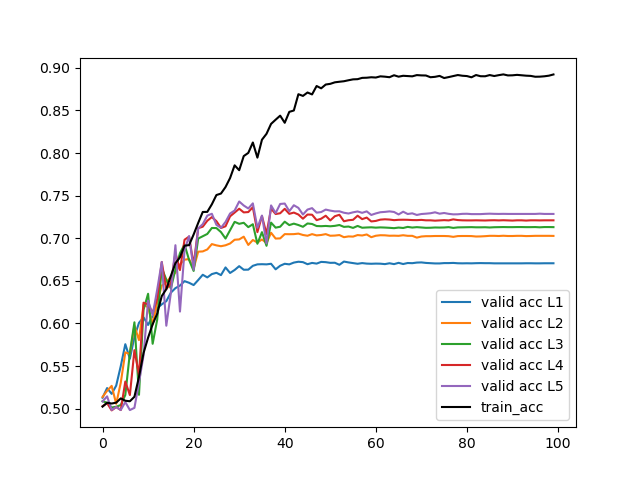 0.90
0.85
0.80
0.75
0.70
0.65
0.60
0.55
0.50
0 20 40 60 80 100
valid acc L1
valid acc L2
valid acc L3
valid acc L4
valid acc L5
train_acc